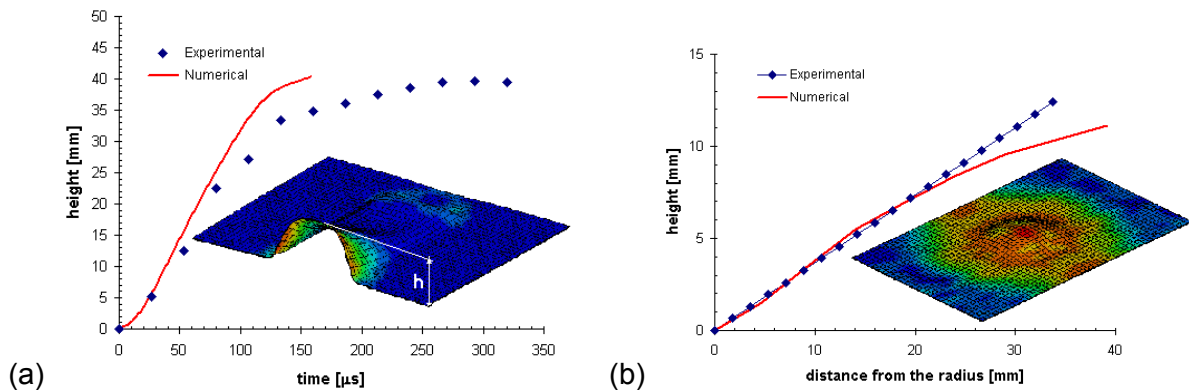 50
45
40
35
30
25
20
15
10
5
0
height [mm]
Experimental
Numerical
h
0 50 100 150 200 250 300 350
time [µs]
(a)
15
10
5
0
height [mm]
Experimental
Numerical
0 10 20 30 40
distance from the radius [mm]
(b)